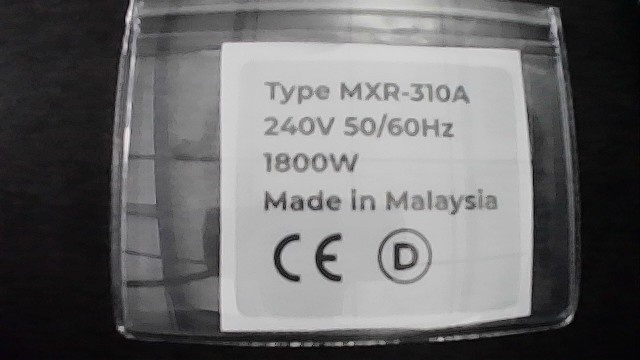 Type MXR-310A
240V 50/60Hz
1800W
Made in Malaysia
CE D